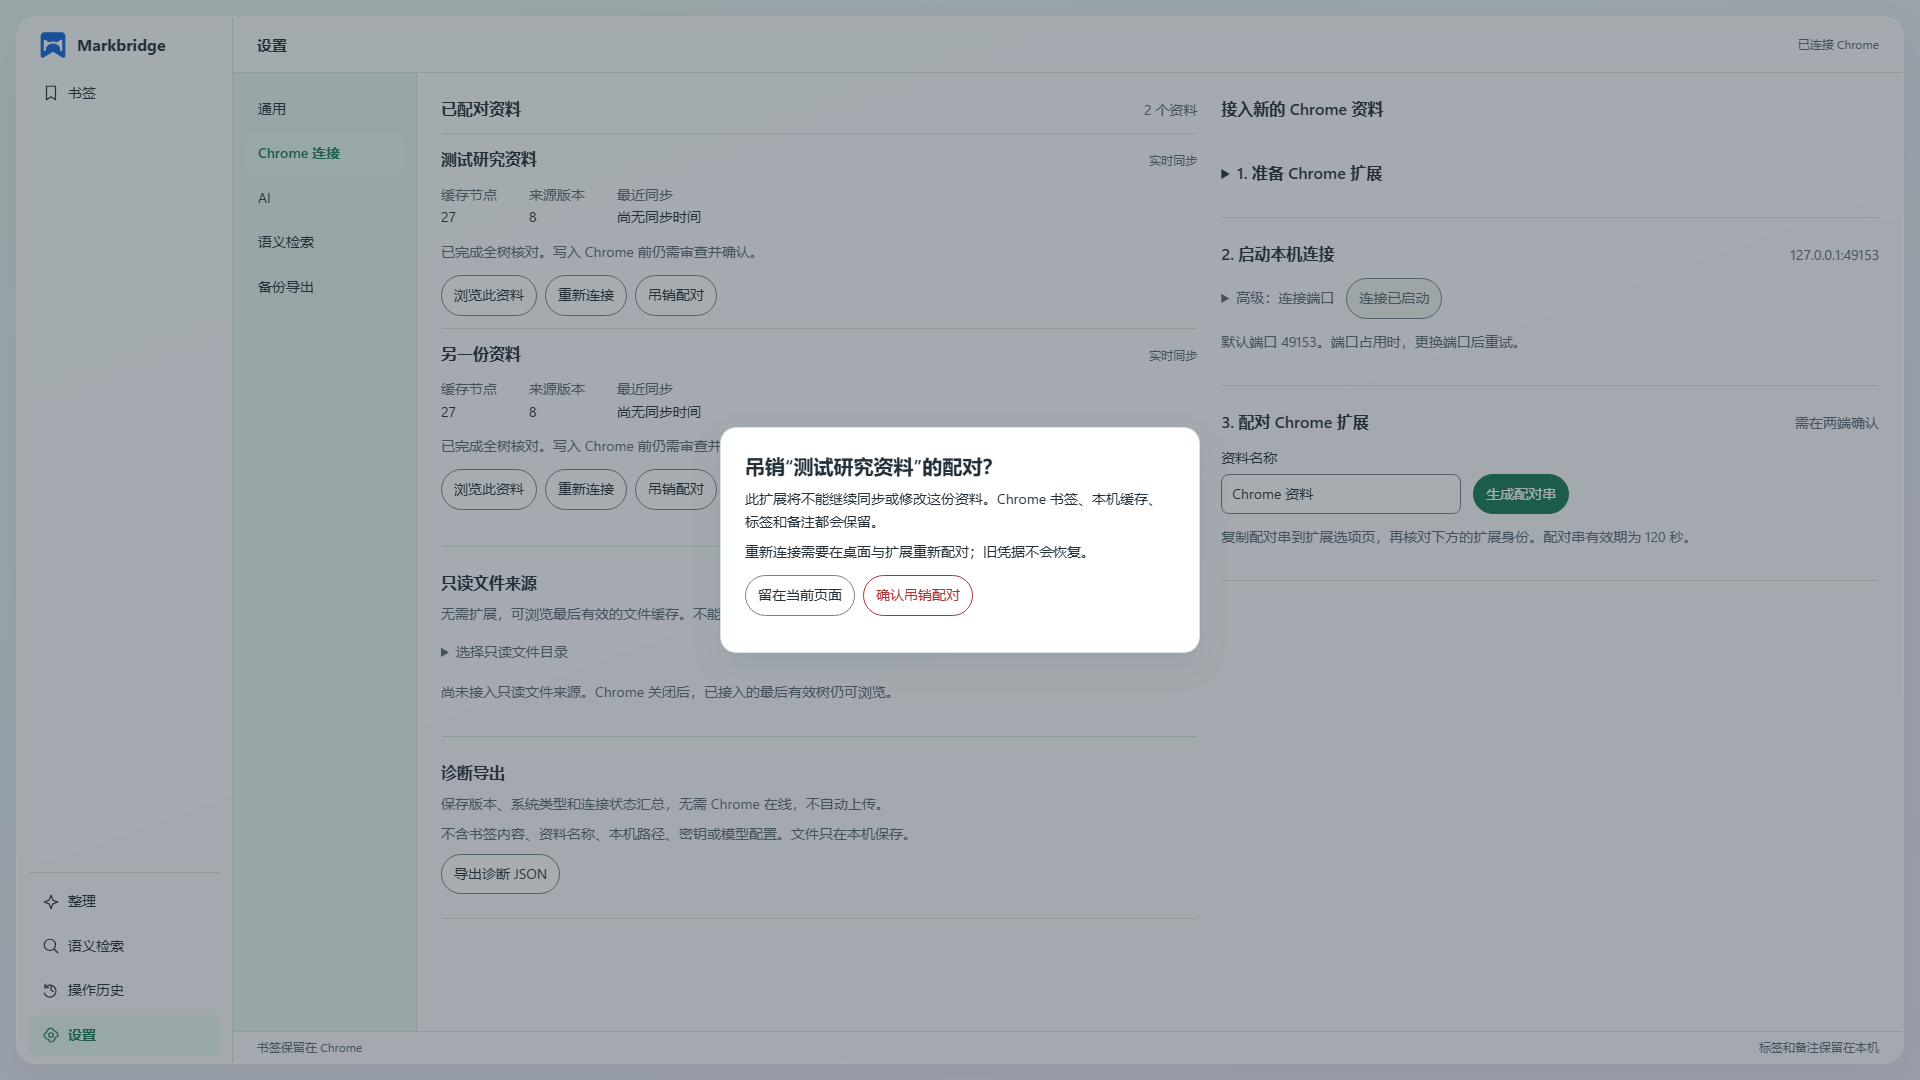 Markbridge
书签
整理
语义检索
操作历史
设置
设置
已连接 Chrome
通用
Chrome 连接
AI
语义检索
备份导出
已配对资料
2 个资料
测试研究资料
实时同步
缓存节点 来源版本 最近同步
27 8 尚无同步时间
已完成全树核对。写入 Chrome 前仍需审查并确认。
浏览此资料 重新连接 吊销配对
另一份资料
实时同步
缓存节点 来源版本 最近同步
27 8 尚无同步时间
已完成全树核对。写入 Chrome 前仍需审查并
浏览此资料 重新连接 吊销配对
只读文件来源
无需扩展，可浏览最后有效的文件缓存。不能
选择只读文件目录
尚未接入只读文件来源。Chrome 关闭后，已接入的最后有效树仍可浏览。
诊断导出
保存版本、系统类型和连接状态汇总，无需 Chrome 在线，不自动上传。
不含书签内容、资料名称、本机路径、密钥或模型配置。文件只在本机保存。
导出诊断 JSON
接入新的 Chrome 资料
1. 准备 Chrome 扩展
2. 启动本机连接
127.0.0.1:49153
高级：连接端口 连接已启动
默认端口 49153。端口占用时，更换端口后重试。
3. 配对 Chrome 扩展
需在两端确认
资料名称
Chrome 资料 生成配对串
复制配对串到扩展选项页，再核对下方的扩展身份。配对串有效期为 120 秒。
吊销“测试研究资料”的配对？
此扩展将不能继续同步或修改这份资料。Chrome 书签、本机缓存、
标签和备注都会保留。
重新连接需要在桌面与扩展重新配对；旧凭据不会恢复。
留在当前页面 确认吊销配对
书签保留在 Chrome
标签和备注保留在本机